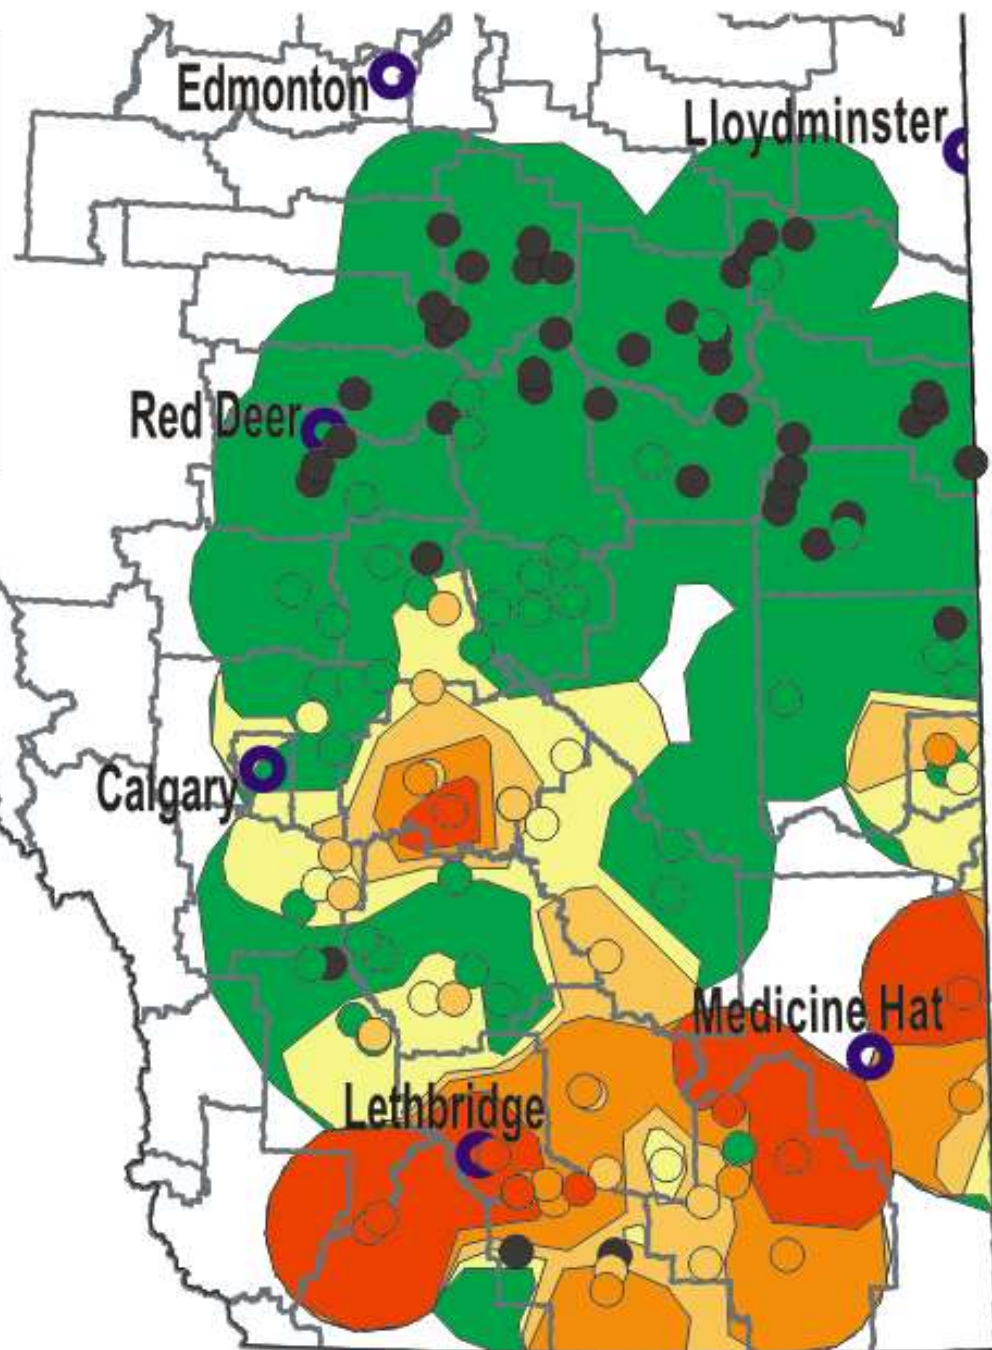 Edmonton
Lloydminster
Red Deer
Calgary
Medicine Hat
Lethbridge